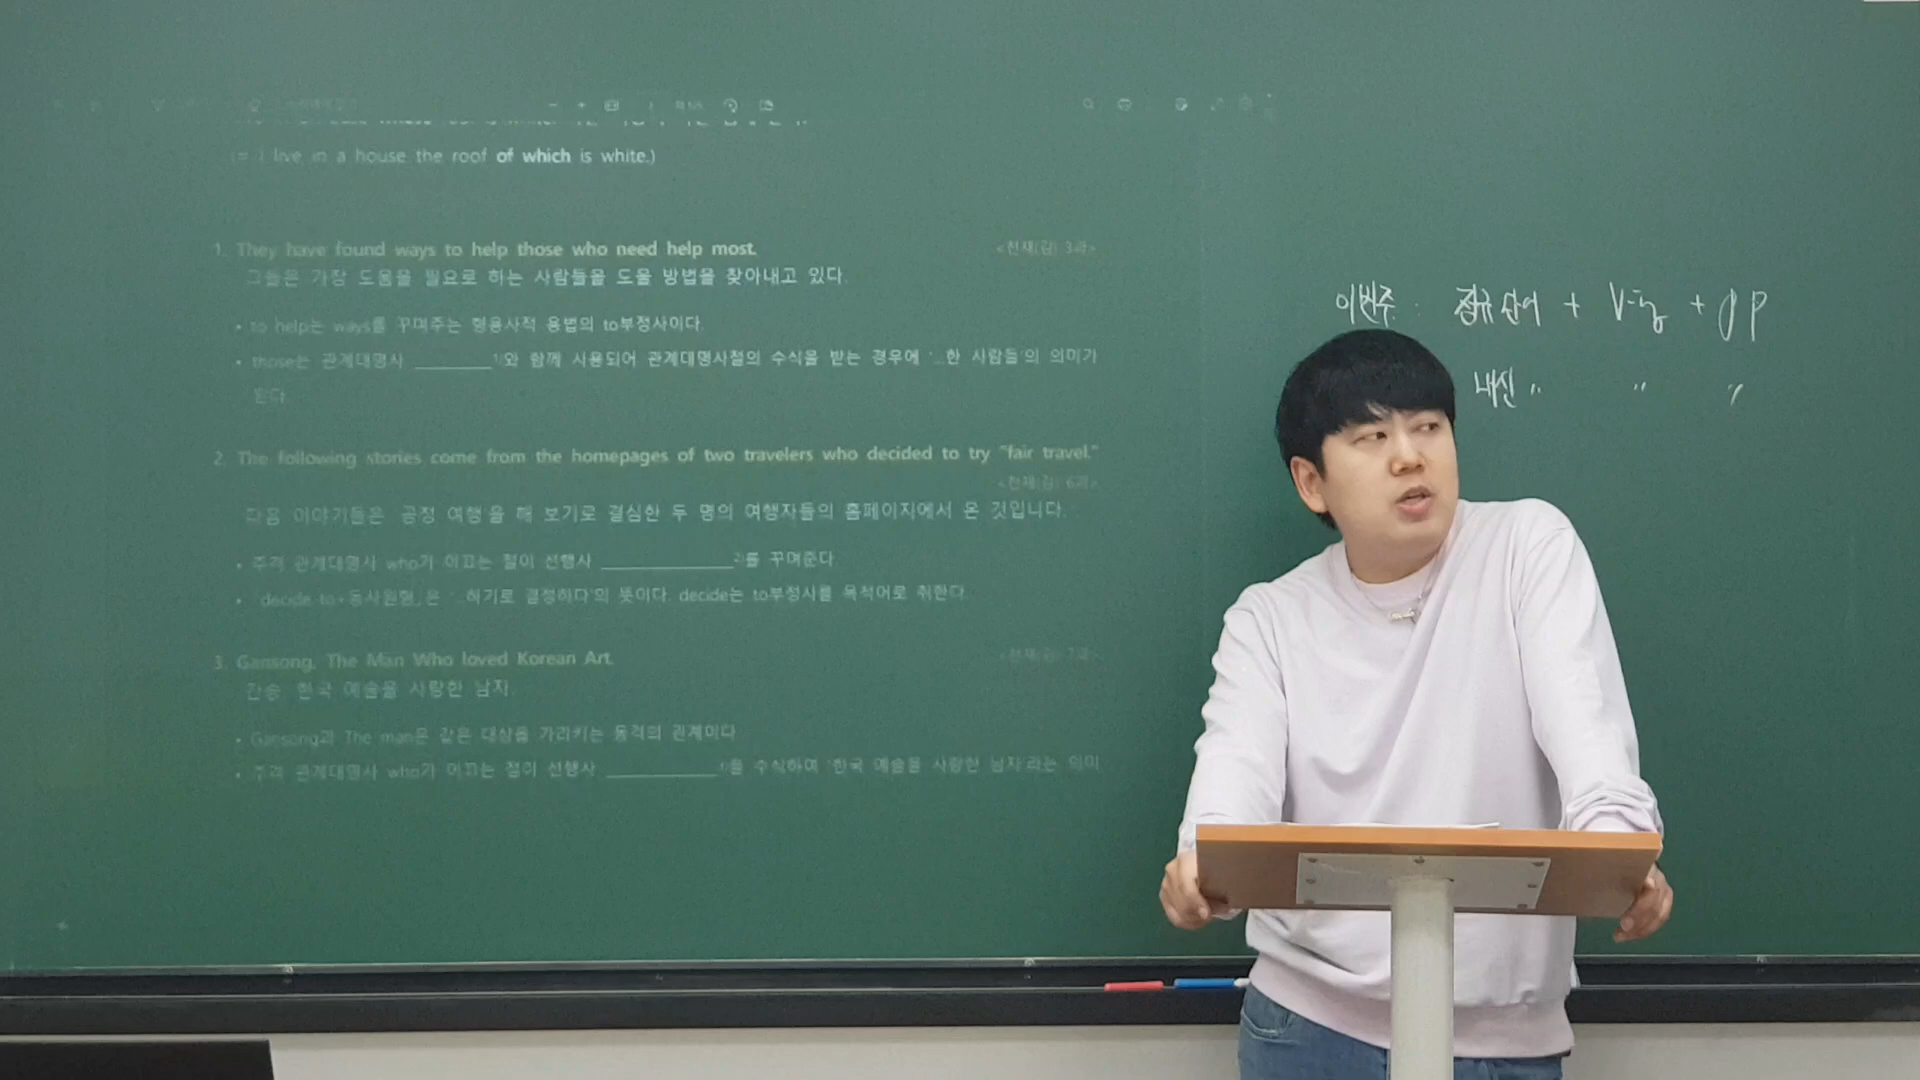 (= I live in a house the roof of which is white.)
1. They have found ways to help those who need help most.
<천재(김) 3과>
그들은 가장 도움을 필요로 하는 사람들을 도울 방법을 찾아내고 있다.
• to help는 ways를 꾸며주는 형용사적 용법의 to부정사이다.
• those는 관계대명사 __________1)와 함께 사용되어 관계대명사절의 수식을 받는 경우에 '...한 사람들'의 의미가
된다.
2. The following stories come from the homepages of two travelers who decided to try "fair travel."
<천재(김) 6과>
다음 이야기들은 '공정 여행'을 해 보기로 결심한 두 명의 여행자들의 홈페이지에서 온 것입니다.
• 주격 관계대명사 who가 이끄는 절이 선행사 _________________2)를 꾸며준다.
• 「decide to+동사원형」은 '...하기로 결정하다'의 뜻이다. decide는 to부정사를 목적어로 취한다.
3. Gansong, The Man Who loved Korean Art.
<천재(김) 7과>
간송, 한국 예술을 사랑한 남자.
• Gansong과 The man은 같은 대상을 가리키는 동격의 관계이다.
• 주격 관계대명사 who가 이끄는 절이 선행사 ______________3)을 수식하여 '한국 예술을 사랑한 남자'라는 의미
이번주 : 정규 단어 + V-ing + pp
내신 〃 〃 〃